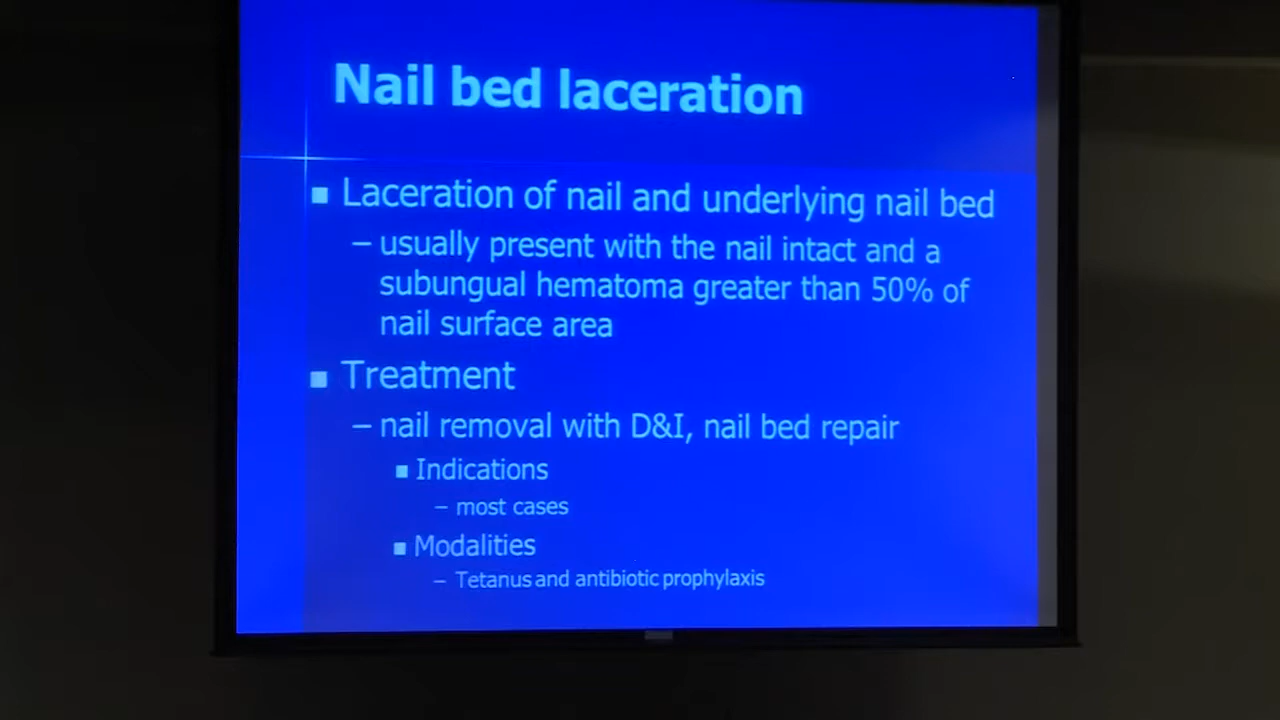 Nail bed laceration
■ Laceration of nail and underlying nail bed
– usually present with the nail intact and a
subungual hematoma greater than 50% of
nail surface area
■ Treatment
– nail removal with D&I, nail bed repair
■ Indications
– most cases
■ Modalities
– Tetanus and antibiotic prophylaxis